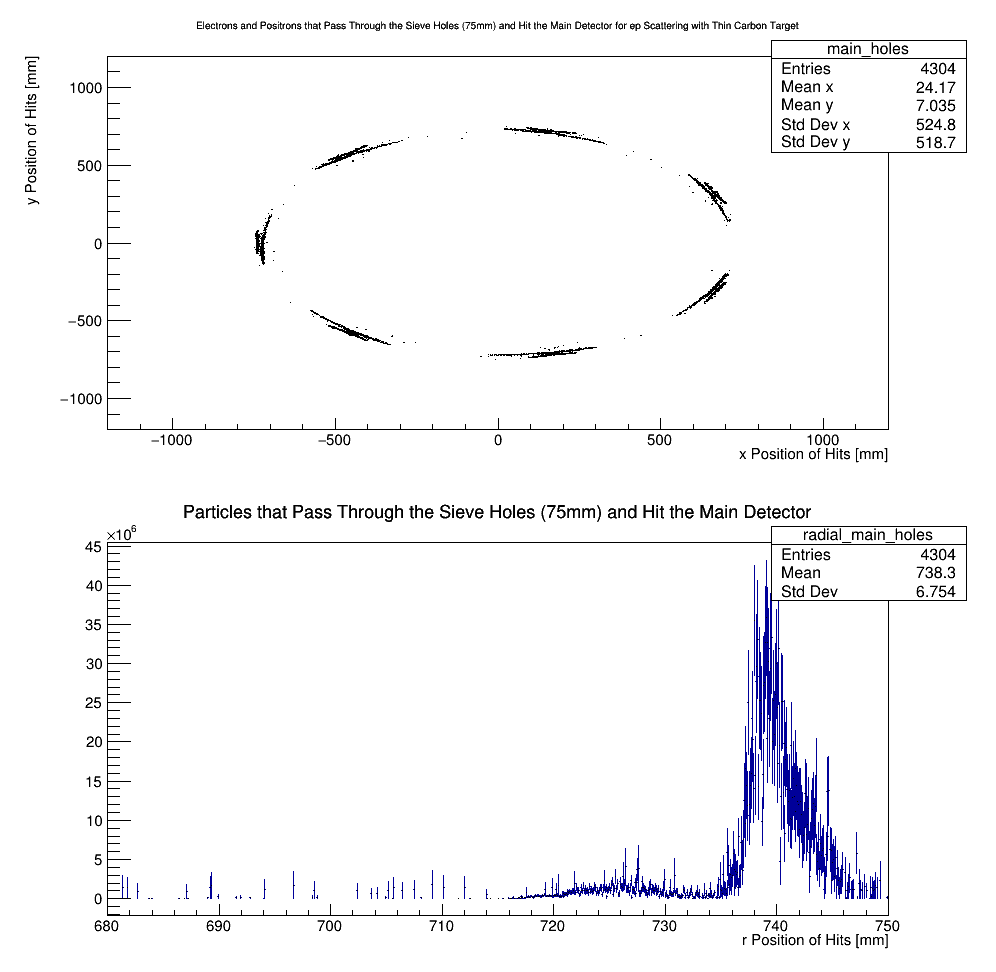 Electrons and Positrons that Pass Through the Sieve Holes (75mm) and Hit the Main Detector for ep Scattering with Thin Carbon Target
main_holes
Entries 4304
Mean x 24.17
Mean y 7.035
Std Dev x 524.8
Std Dev y 518.7
y Position of Hits [mm]
1000
500
0
−500
−1000
−1000 −500 0 500 1000
x Position of Hits [mm]
Particles that Pass Through the Sieve Holes (75mm) and Hit the Main Detector
×10⁶
radial_main_holes
Entries 4304
Mean 738.3
Std Dev 6.754
45
40
35
30
25
20
15
10
5
0
680 690 700 710 720 730 740 750
r Position of Hits [mm]